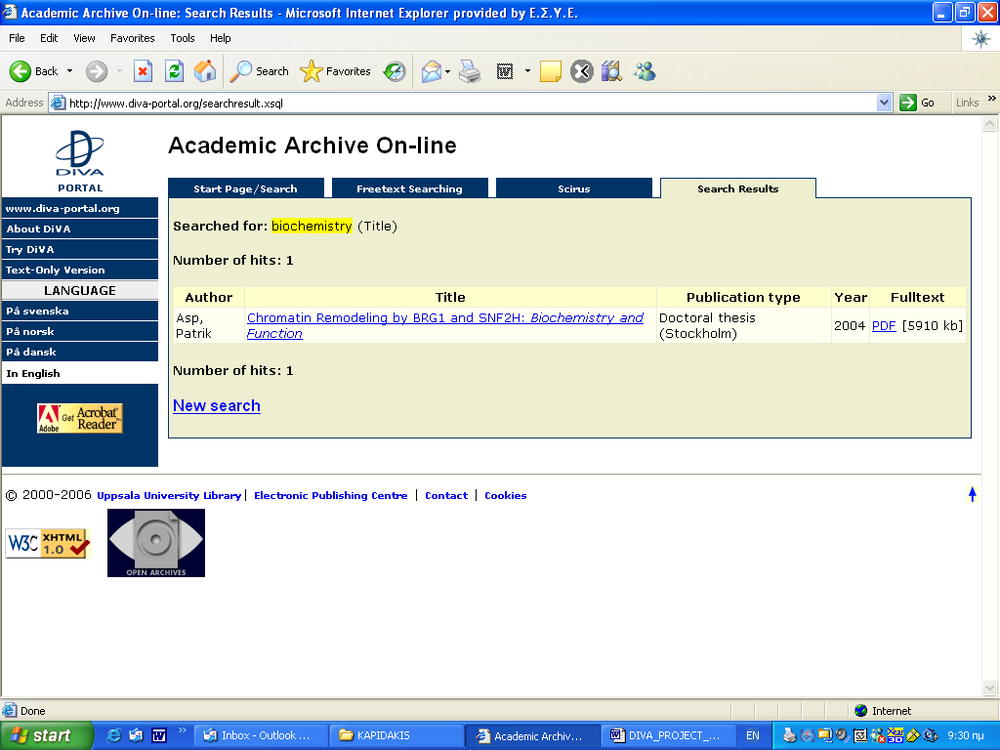 Academic Archive On-line: Search Results - Microsoft Internet Explorer provided by Ε.Σ.Υ.Ε.
File Edit View Favorites Tools Help
Back Search Favorites
Address http://www.diva-portal.org/searchresult.xsql Go Links »
DIVA
PORTAL
Academic Archive On-line
Start Page/Search Freetext Searching Scirus Search Results
www.diva-portal.org
About DiVA
Try DiVA
Text-Only Version
LANGUAGE
På svenska
På norsk
På dansk
In English
Get Acrobat Reader
Adobe
Searched for: biochemistry (Title)
Number of hits: 1
Author Title Publication type Year Fulltext
Asp, Patrik Chromatin Remodeling by BRG1 and SNF2H: Biochemistry and Function Doctoral thesis (Stockholm) 2004 PDF [5910 kb]
Number of hits: 1
New search
© 2000-2006 Uppsala University Library | Electronic Publishing Centre | Contact | Cookies
W3C XHTML 1.0
OPEN ARCHIVES
Done Internet
start » Inbox - Outlook ... KAPIDAKIS Academic Archiv... DIVA_PROJECT_... EN 9:30 πμ